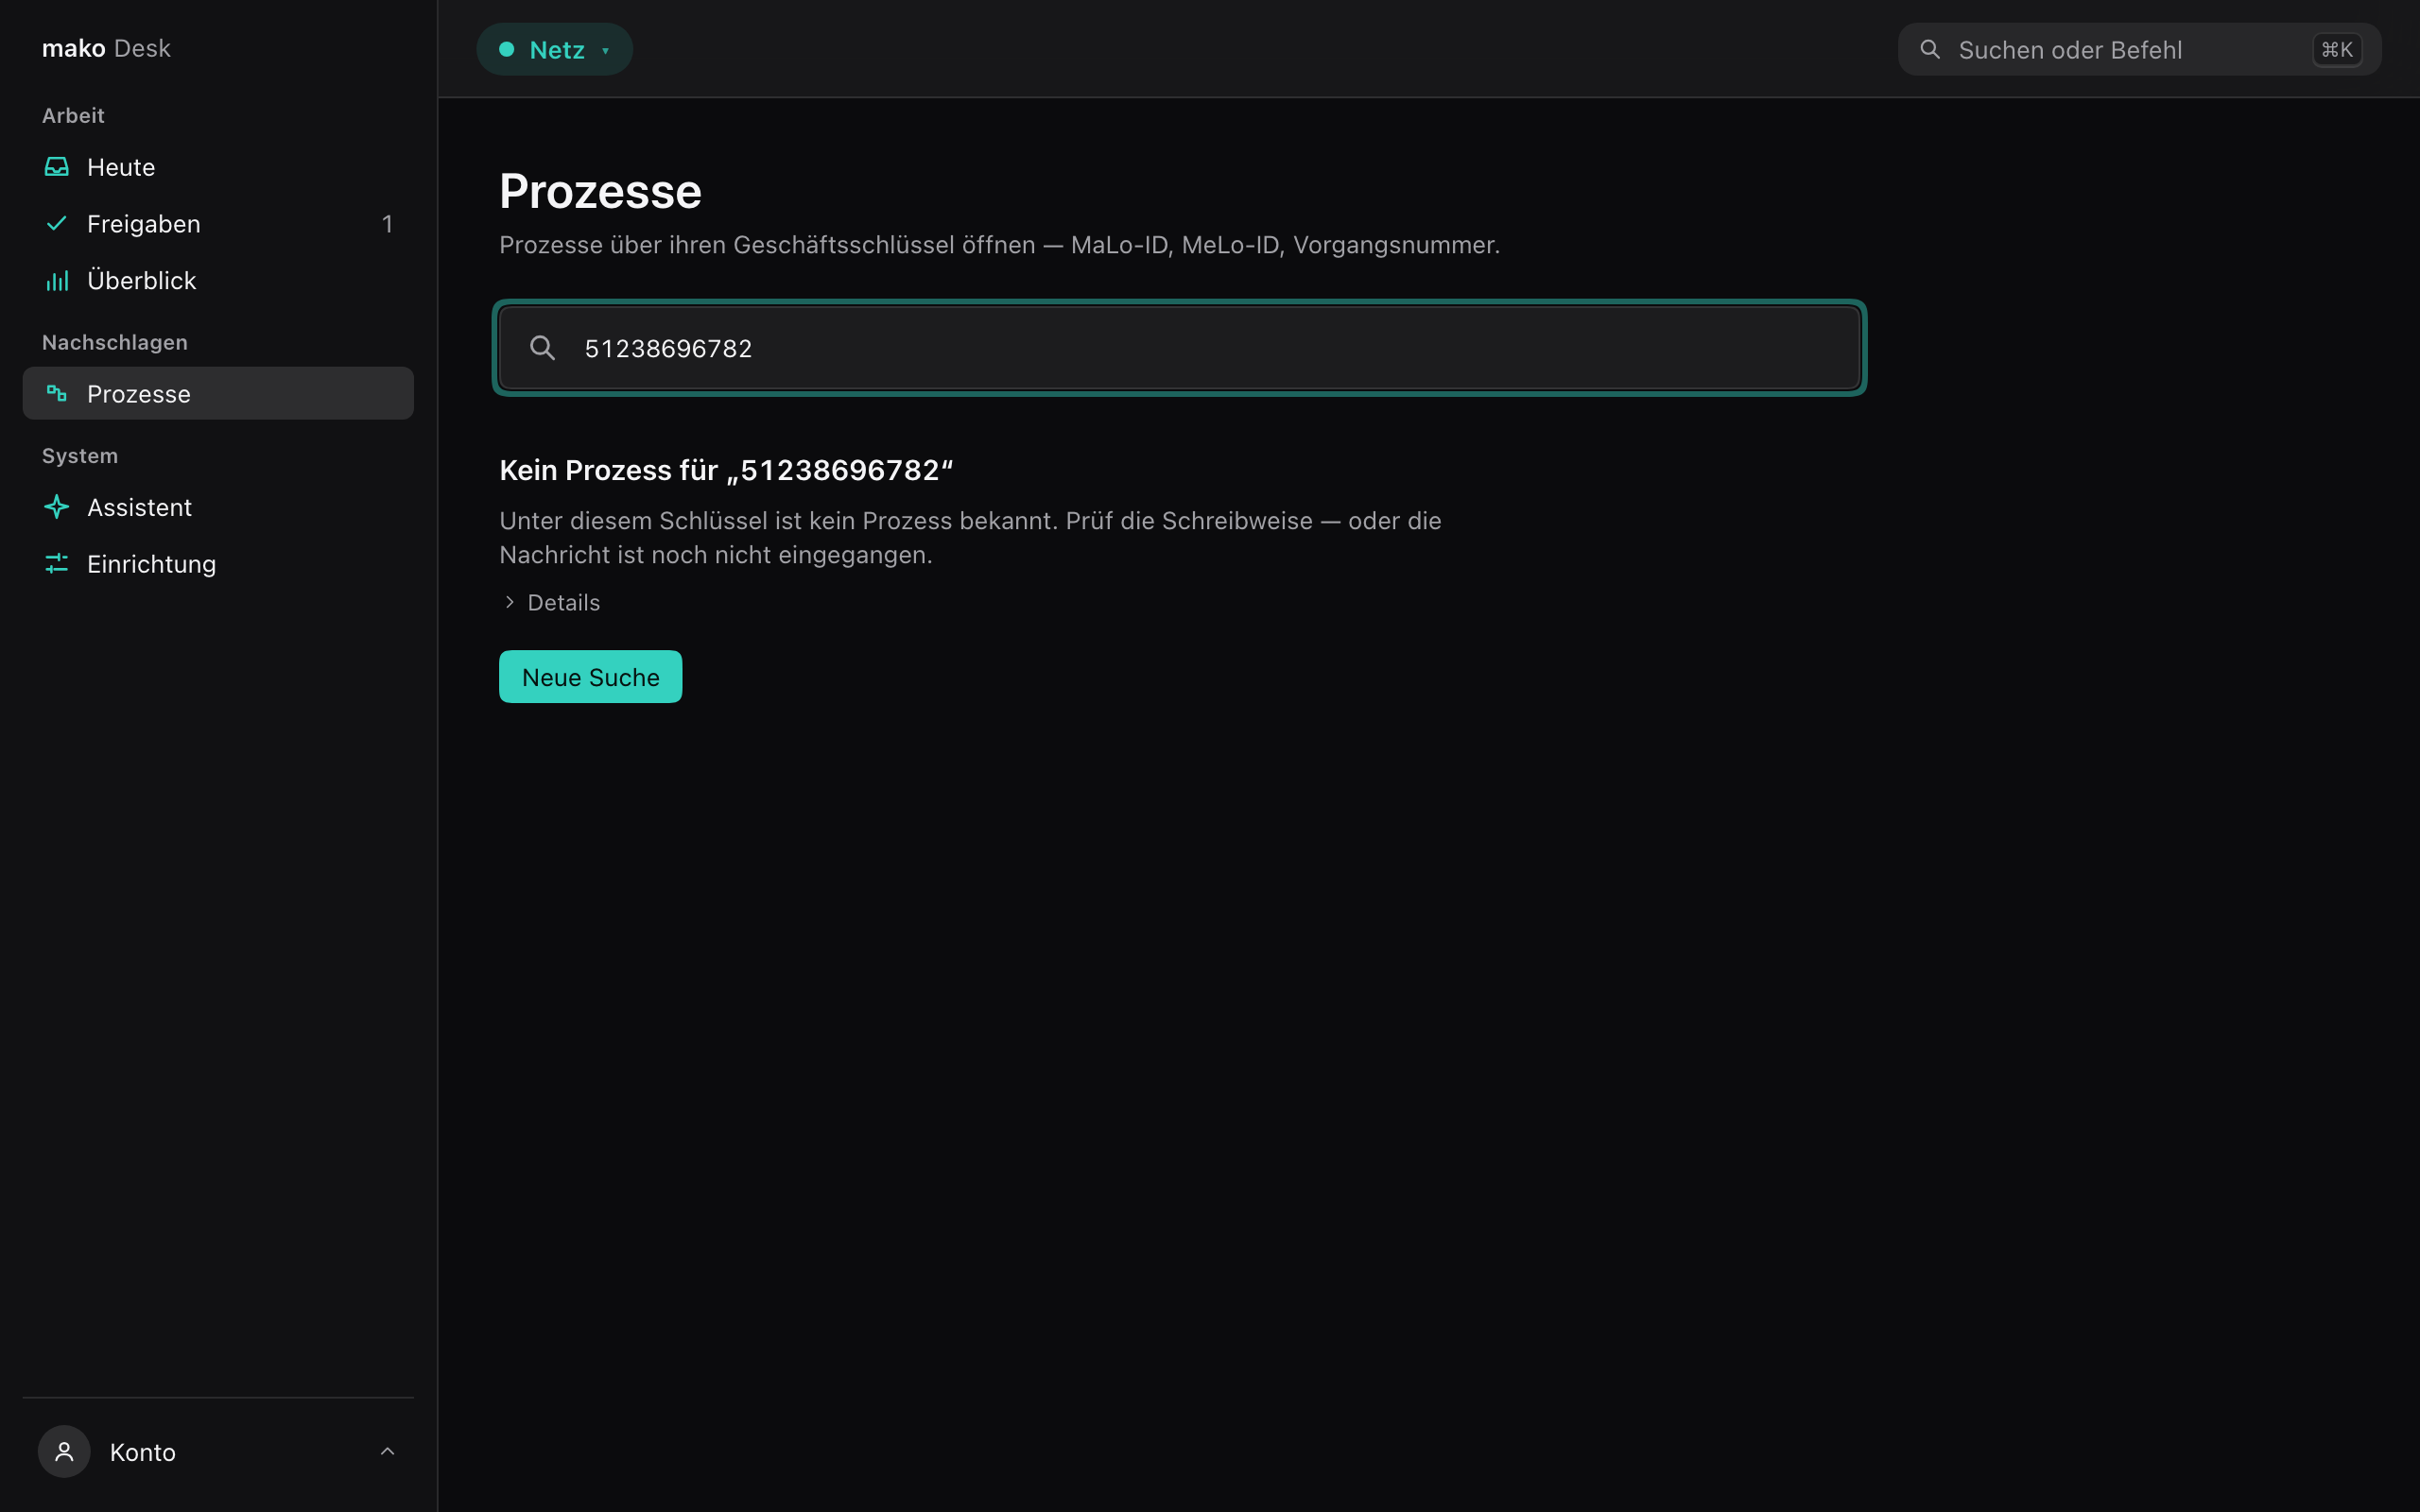 mako Desk
Arbeit
Heute
Freigaben 1
Überblick
Nachschlagen
Prozesse
System
Assistent
Einrichtung
Konto
Netz
Suchen oder Befehl ⌘K
Prozesse
Prozesse über ihren Geschäftsschlüssel öffnen — MaLo-ID, MeLo-ID, Vorgangsnummer.
51238696782
Kein Prozess für „51238696782“
Unter diesem Schlüssel ist kein Prozess bekannt. Prüf die Schreibweise — oder die
Nachricht ist noch nicht eingegangen.
Details
Neue Suche